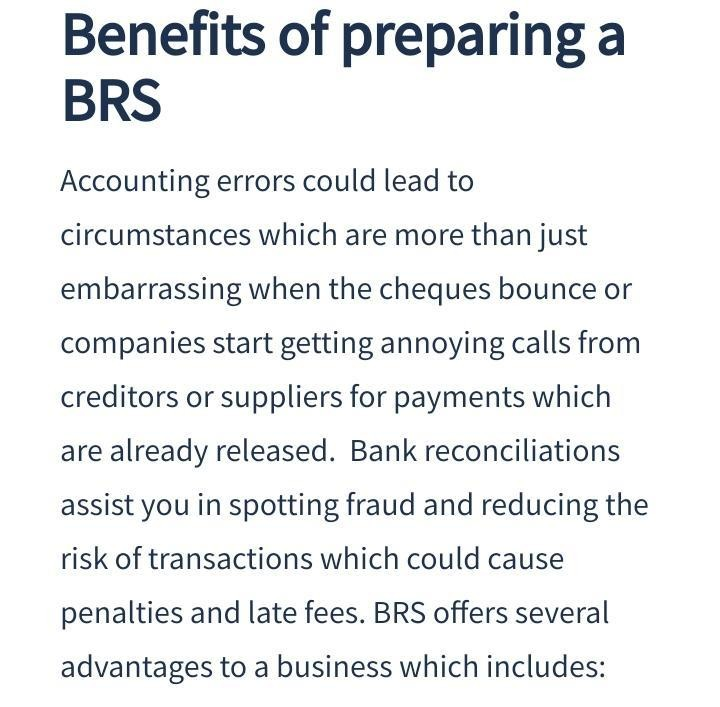 Benefits of preparing a
BRS
Accounting errors could lead to
circumstances which are more than just
embarrassing when the cheques bounce or
companies start getting annoying calls from
creditors or suppliers for payments which
are already released.  Bank reconciliations
assist you in spotting fraud and reducing the
risk of transactions which could cause
penalties and late fees. BRS offers several
advantages to a business which includes: